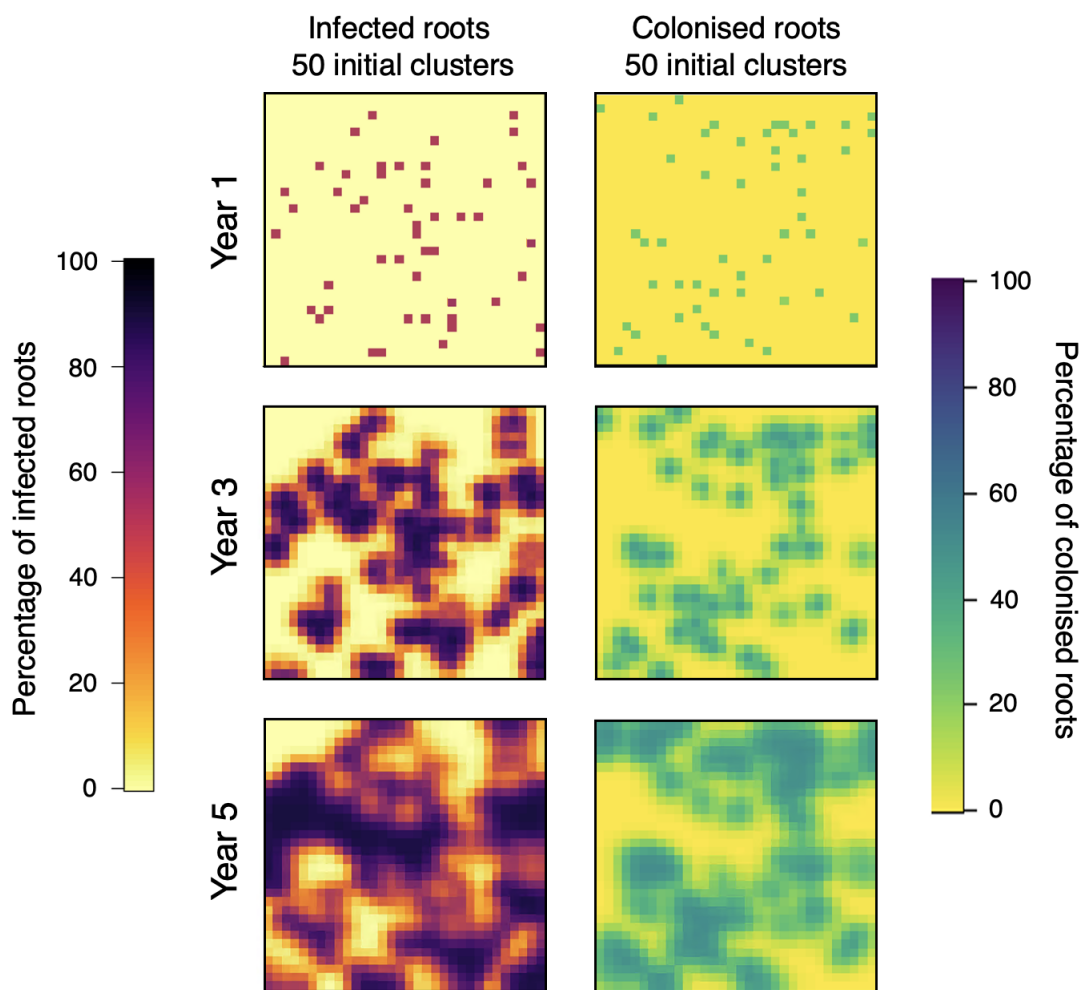 Infected roots
50 initial clusters
Colonised roots
50 initial clusters
Year 1
Year 3
Year 5
Percentage of infected roots
100
80
60
40
20
0
100
80
60
40
20
0
Percentage of colonised roots